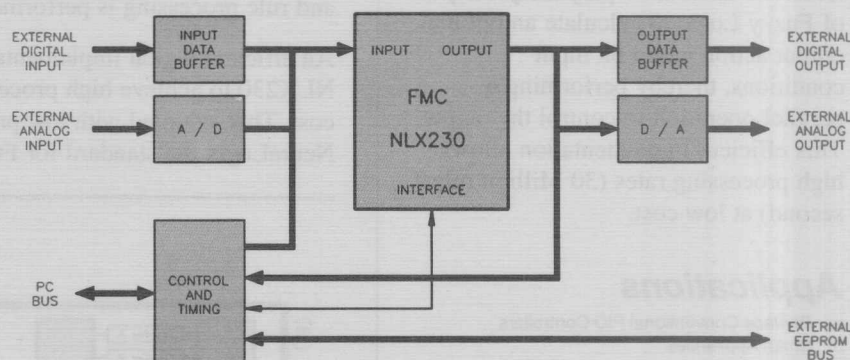 EXTERNAL
DIGITAL
INPUT
INPUT
DATA
BUFFER
INPUT OUTPUT
OUTPUT
DATA
BUFFER
EXTERNAL
DIGITAL
OUTPUT
EXTERNAL
ANALOG
INPUT
A / D
FMC
NLX230
D / A
EXTERNAL
ANALOG
OUTPUT
INTERFACE
PC
BUS
CONTROL
AND
TIMING
EXTERNAL
EEPROM
BUS